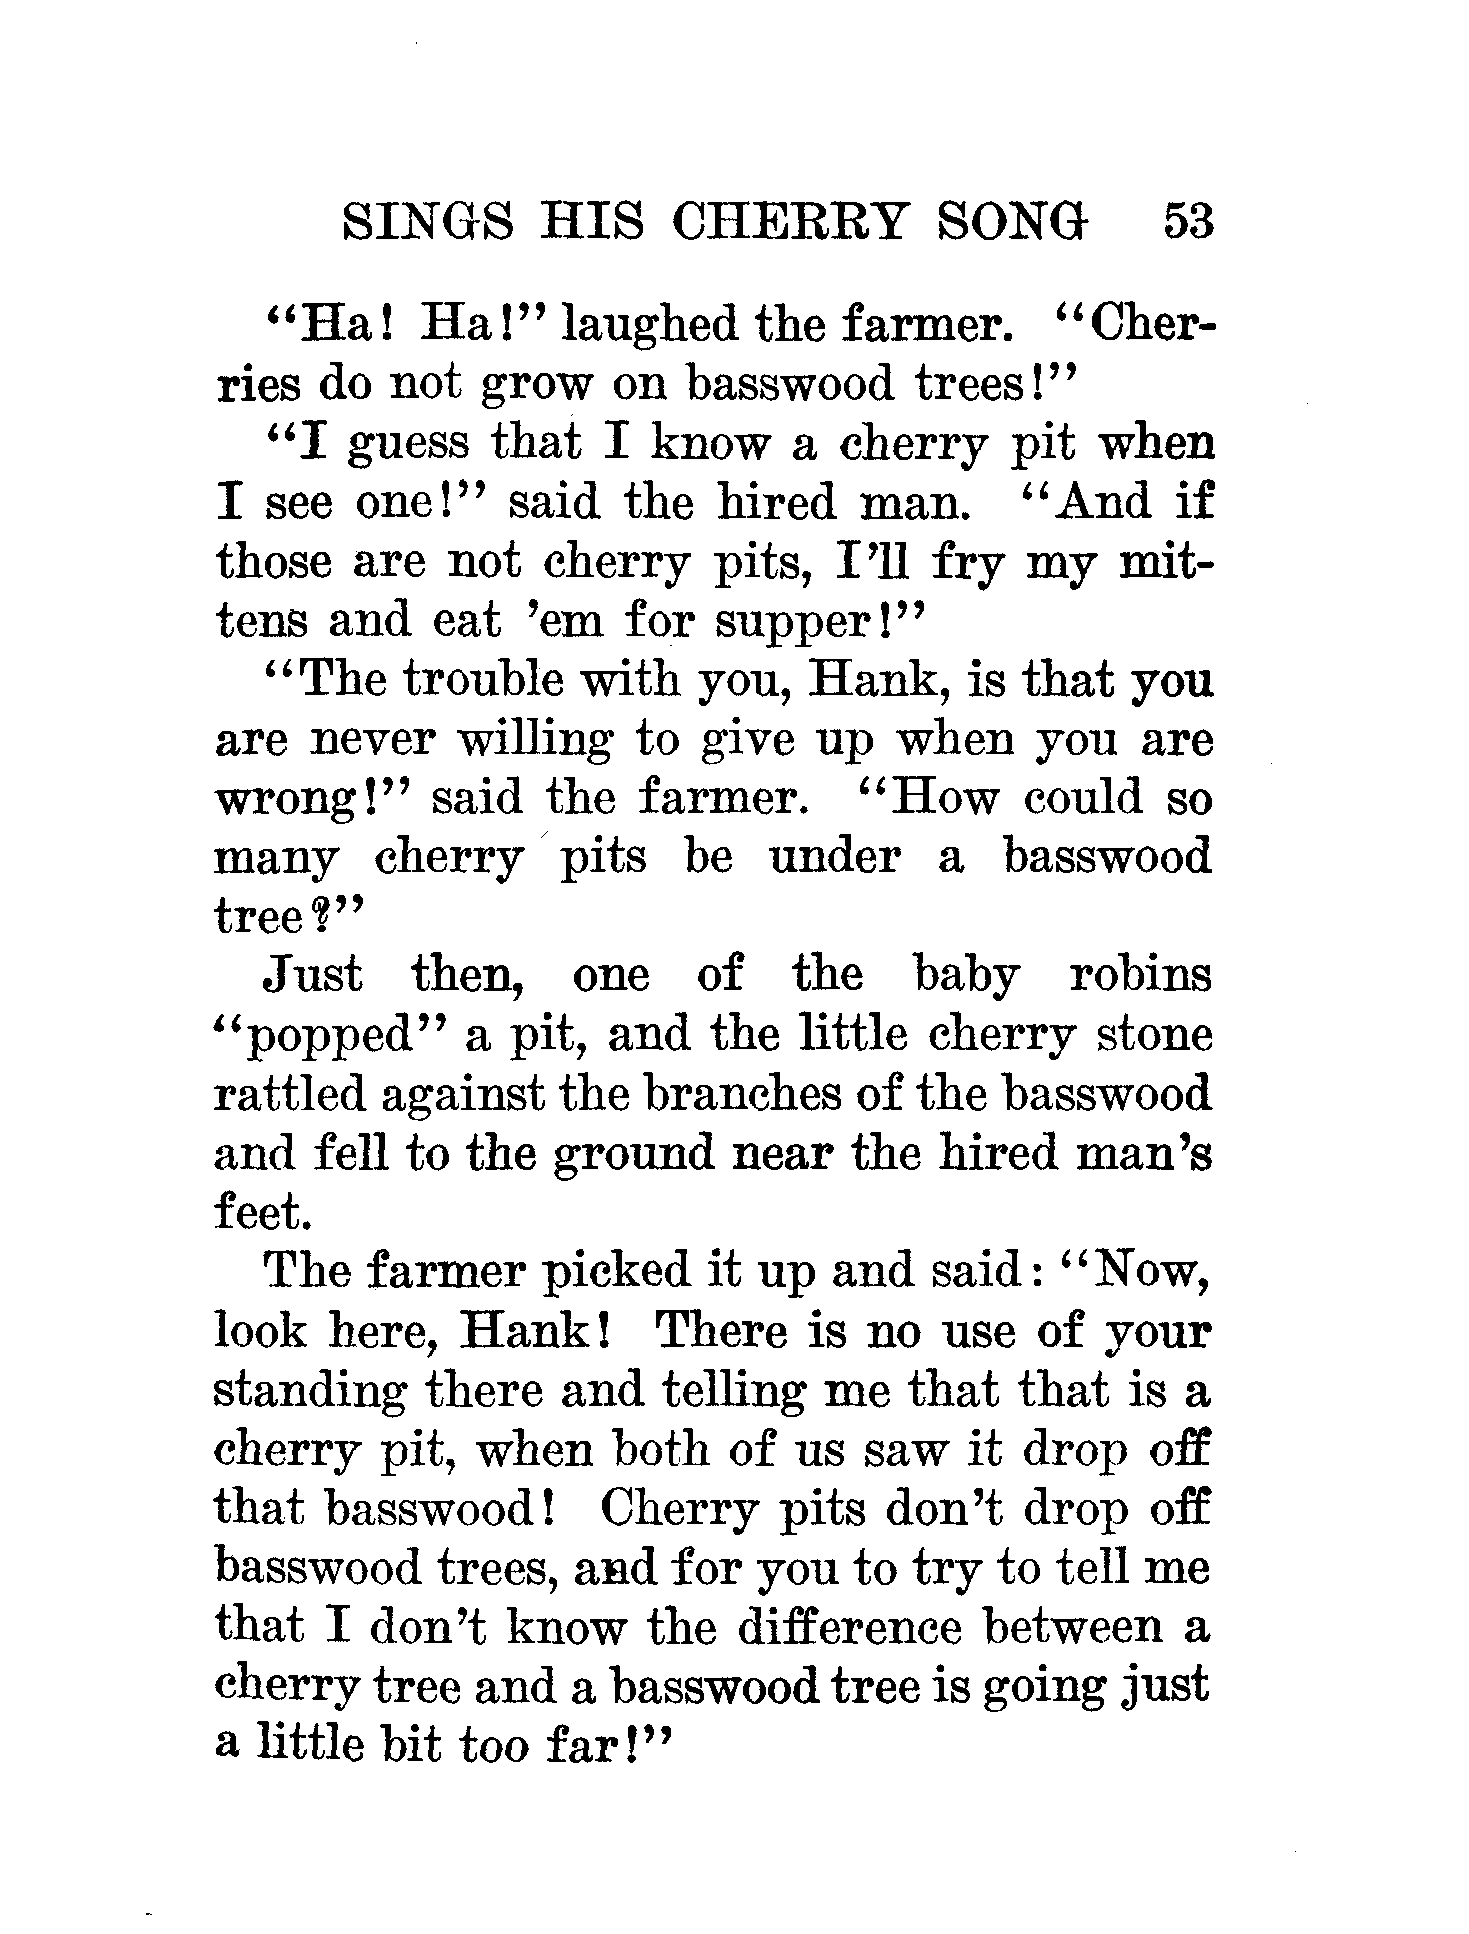 SINGS HIS CHERRY SONG 53
"Ha! Ha!" laughed the farmer. "Cher-
ries do not grow on basswood trees!"
"I guess that I know a cherry pit when
I see one!" said the hired man. "And if
those are not cherry pits, I'll fry my mit-
tens and eat 'em for supper!"
"The trouble with you, Hank, is that you
are never willing to give up when you are
wrong!" said the farmer. "How could so
many cherry pits be under a basswood
tree?"
Just then, one of the baby robins
"popped" a pit, and the little cherry stone
rattled against the branches of the basswood
and fell to the ground near the hired man's
feet.
The farmer picked it up and said: "Now,
look here, Hank! There is no use of your
standing there and telling me that that is a
cherry pit, when both of us saw it drop off
that basswood! Cherry pits don't drop off
basswood trees, and for you to try to tell me
that I don't know the difference between a
cherry tree and a basswood tree is going just
a little bit too far!"